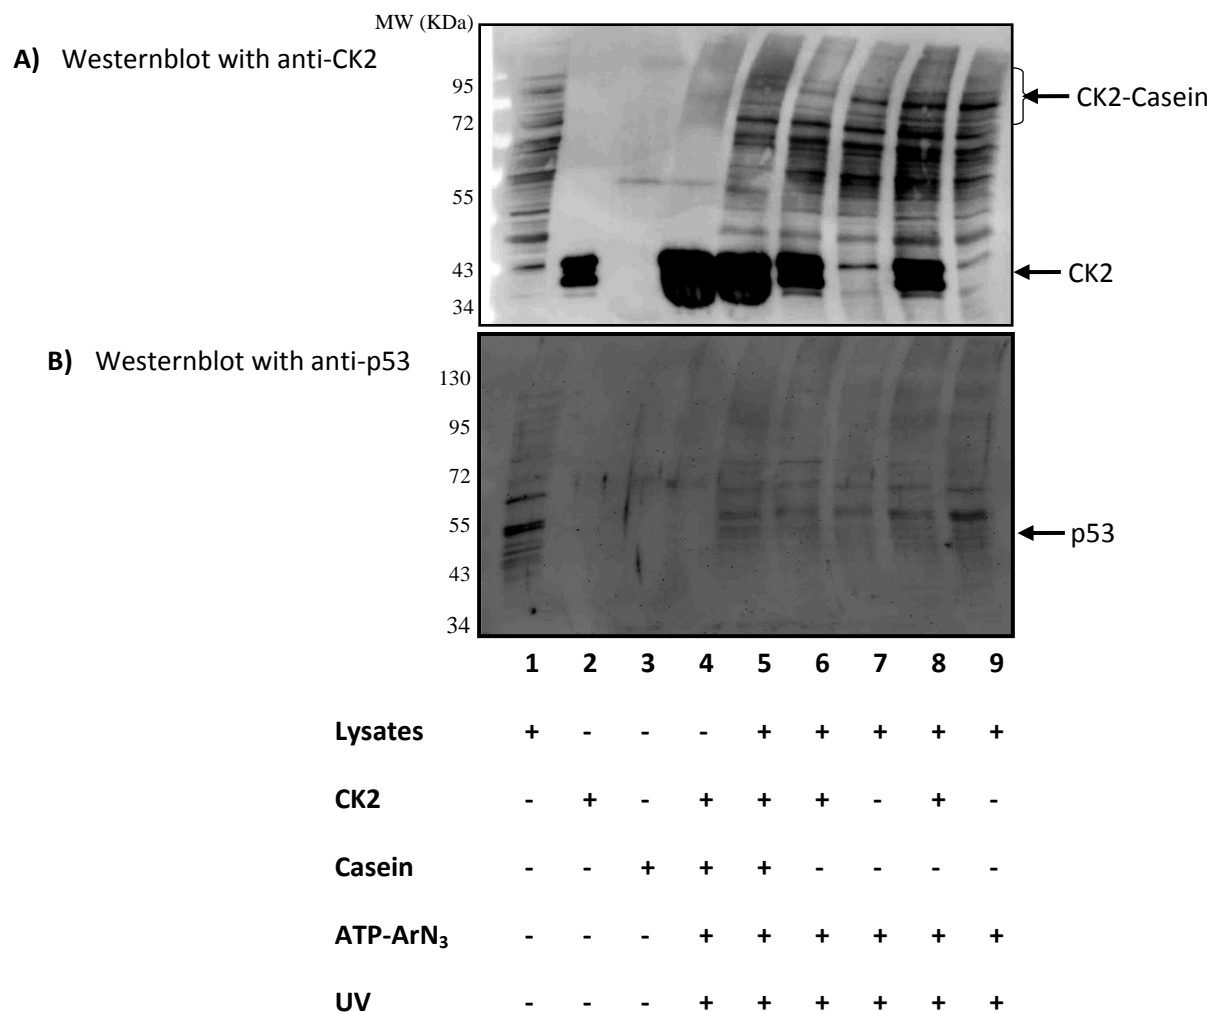 MW (KDa)
A) Westernblot with anti-CK2
95
72
55
43
34
CK2-Casein
CK2
B) Westernblot with anti-p53
130
95
72
55
43
34
p53
1 2 3 4 5 6 7 8 9
Lysates + - - - + + + + +
CK2 - + - + + + - + -
Casein - - + + + - - - -
ATP-ArN₃ - - - + + + + + +
UV - - - + + + + + +